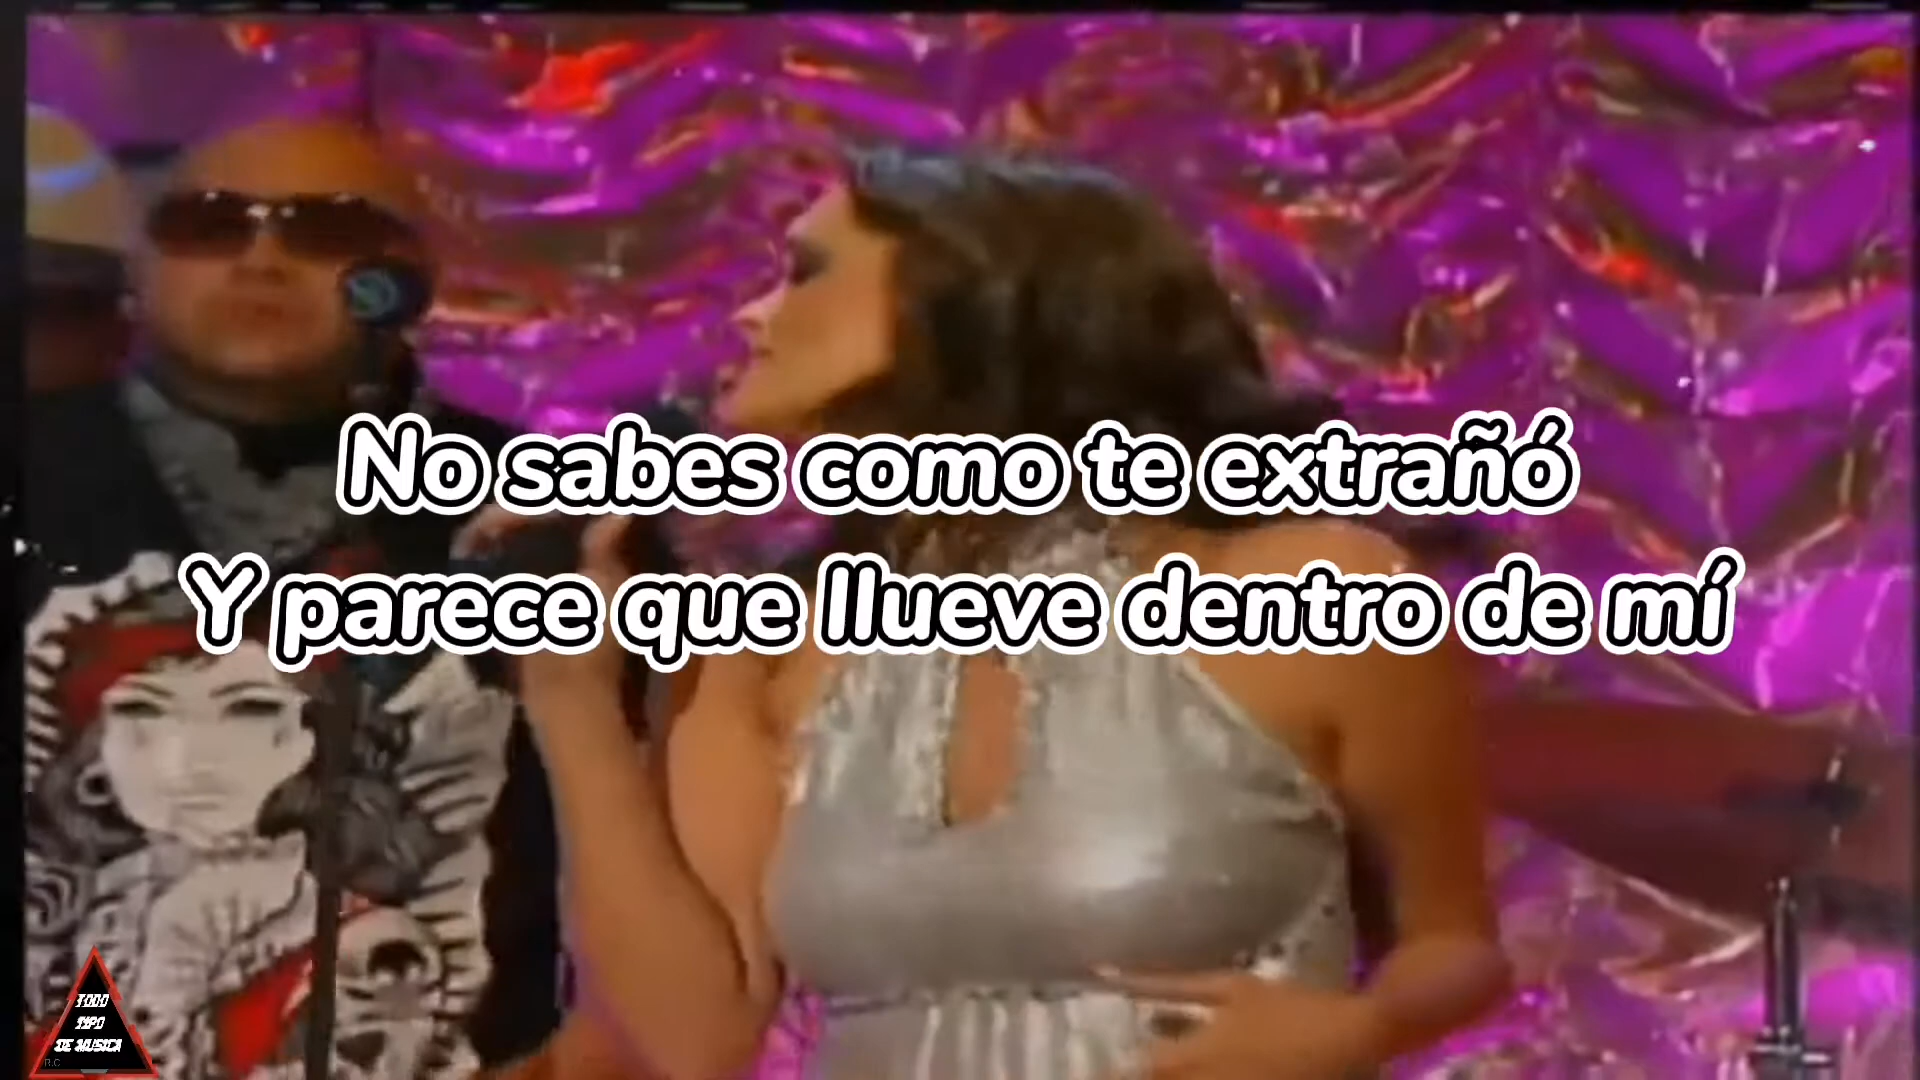 No sabes como te extrañó
Y parece que llueve dentro de mí
TODO
TIPO
DE MUSICA
R.C